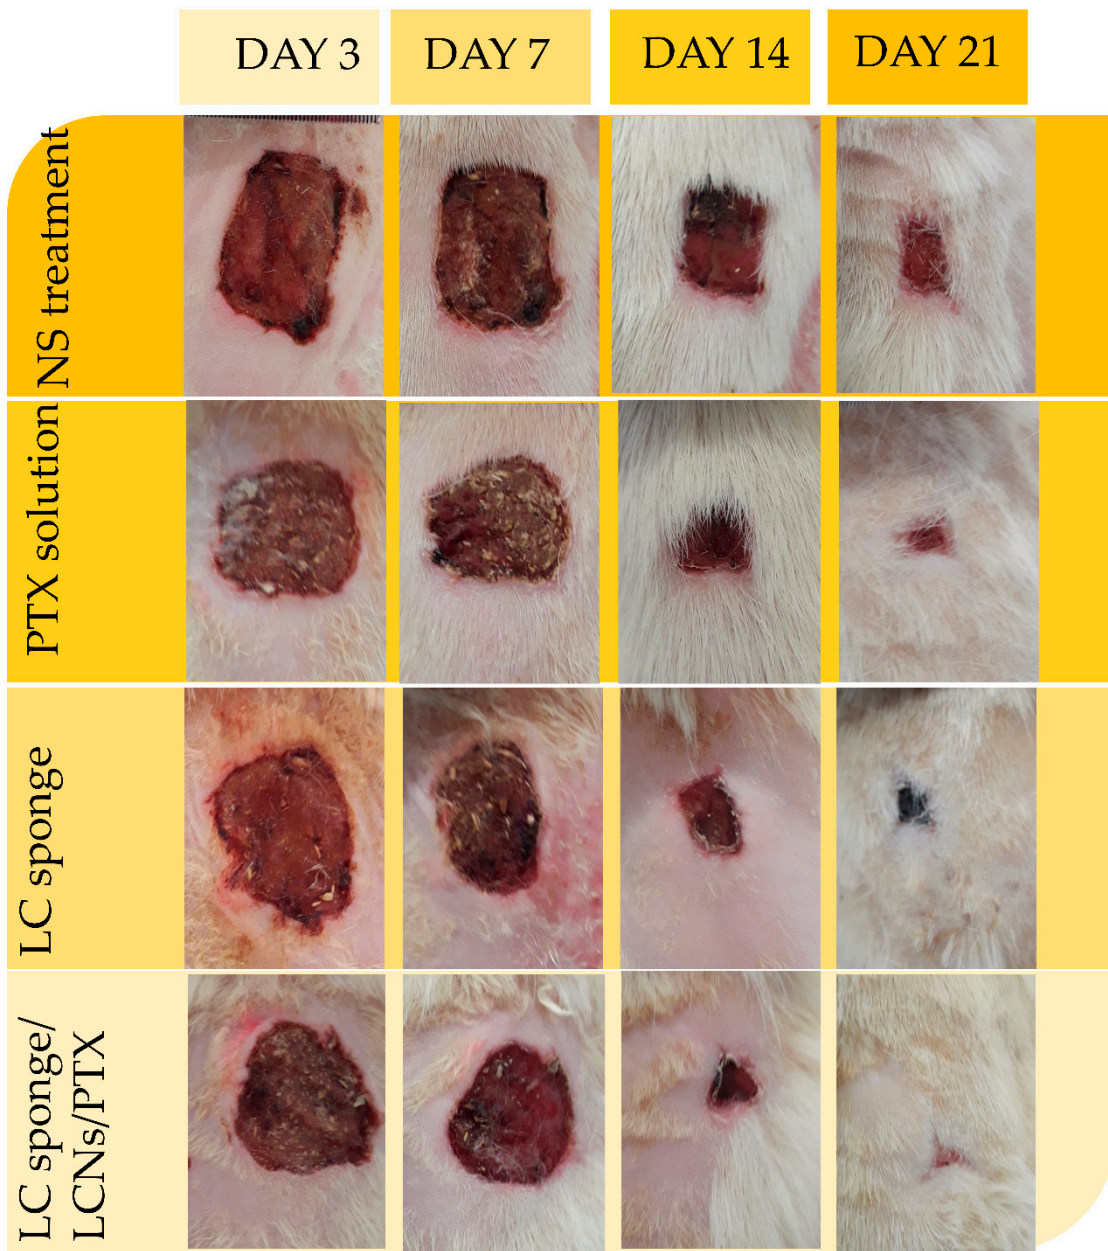 DAY 3
DAY 7
DAY 14
DAY 21
NS treatment
PTX solution
LC sponge
LC sponge/
LCNs/PTX